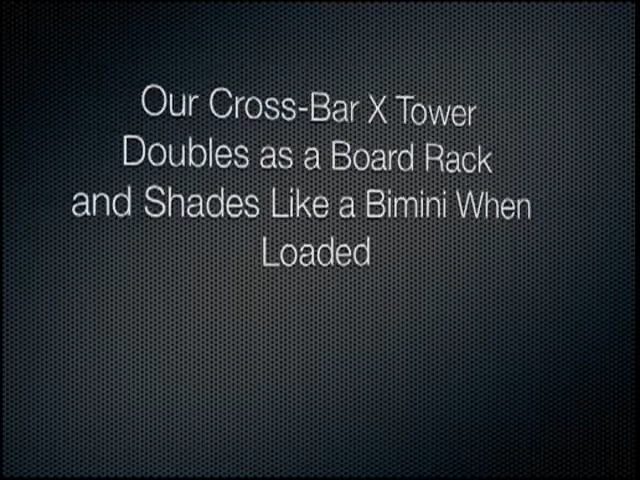 Our Cross-Bar X Tower
Doubles as a Board Rack
and Shades Like a Bimini When
Loaded